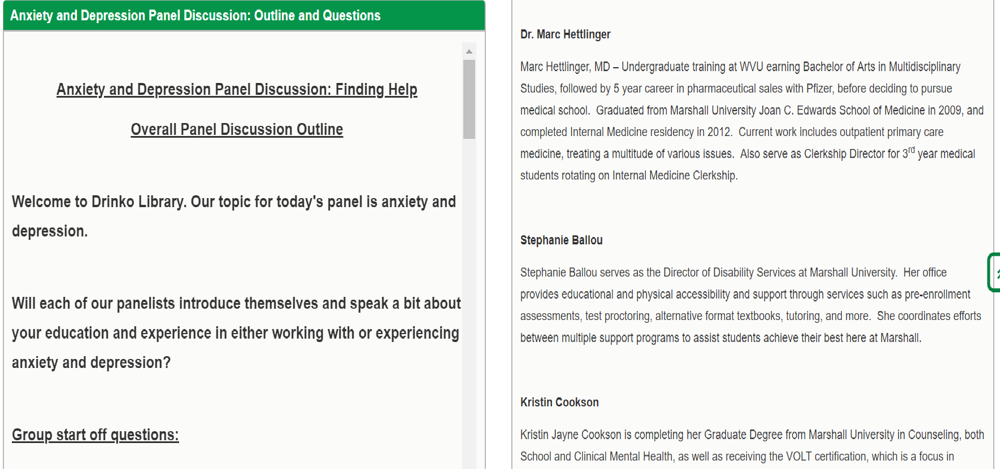 Anxiety and Depression Panel Discussion: Outline and Questions
Anxiety and Depression Panel Discussion: Finding Help
Overall Panel Discussion Outline
Welcome to Drinko Library. Our topic for today's panel is anxiety and
depression.
Will each of our panelists introduce themselves and speak a bit about
your education and experience in either working with or experiencing
anxiety and depression?
Group start off questions:
Dr. Marc Hettlinger
Marc Hettlinger, MD – Undergraduate training at WVU earning Bachelor of Arts in Multidisciplinary
Studies, followed by 5 year career in pharmaceutical sales with Pfizer, before deciding to pursue
medical school.  Graduated from Marshall University Joan C. Edwards School of Medicine in 2009, and
completed Internal Medicine residency in 2012.  Current work includes outpatient primary care
medicine, treating a multitude of various issues.  Also serve as Clerkship Director for 3rd year medical
students rotating on Internal Medicine Clerkship.
Stephanie Ballou
Stephanie Ballou serves as the Director of Disability Services at Marshall University.  Her office
provides educational and physical accessibility and support through services such as pre-enrollment
assessments, test proctoring, alternative format textbooks, tutoring, and more.  She coordinates efforts
between multiple support programs to assist students achieve their best here at Marshall.
Kristin Cookson
Kristin Jayne Cookson is completing her Graduate Degree from Marshall University in Counseling, both
School and Clinical Mental Health, as well as receiving the VOLT certification, which is a focus in